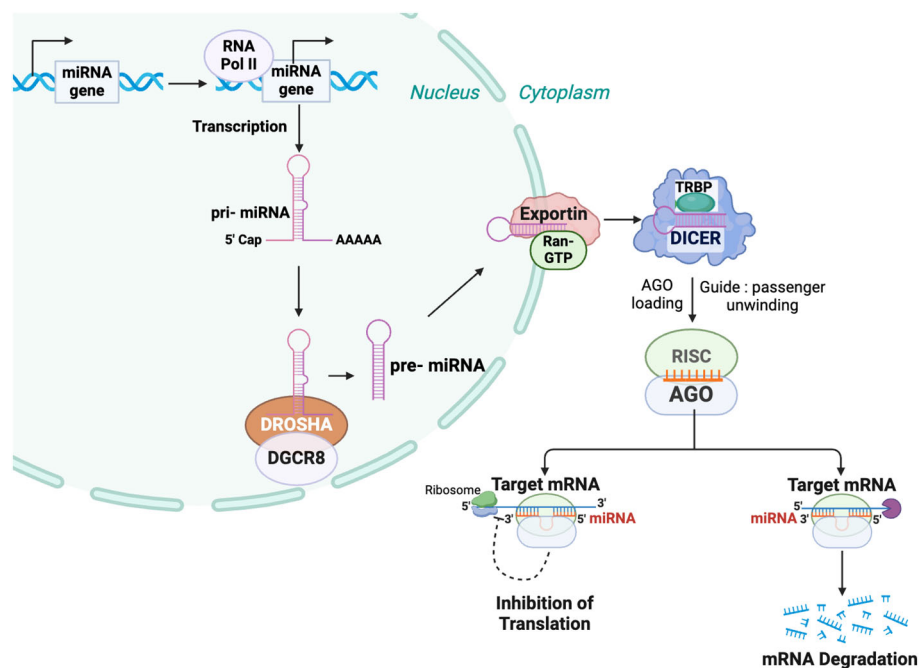 miRNA
gene
RNA
Pol II
miRNA
gene
Nucleus
Cytoplasm
Transcription
pri- miRNA
5' Cap
AAAAA
Exportin
Ran-
GTP
TRBP
DICER
AGO
loading
Guide : passenger
unwinding
pre- miRNA
DROSHA
DGCR8
RISC
AGO
Target mRNA
Ribosome
5'
3'
3'
5'
miRNA
Inhibition of
Translation
Target mRNA
5'
miRNA
3'
5'
mRNA Degradation